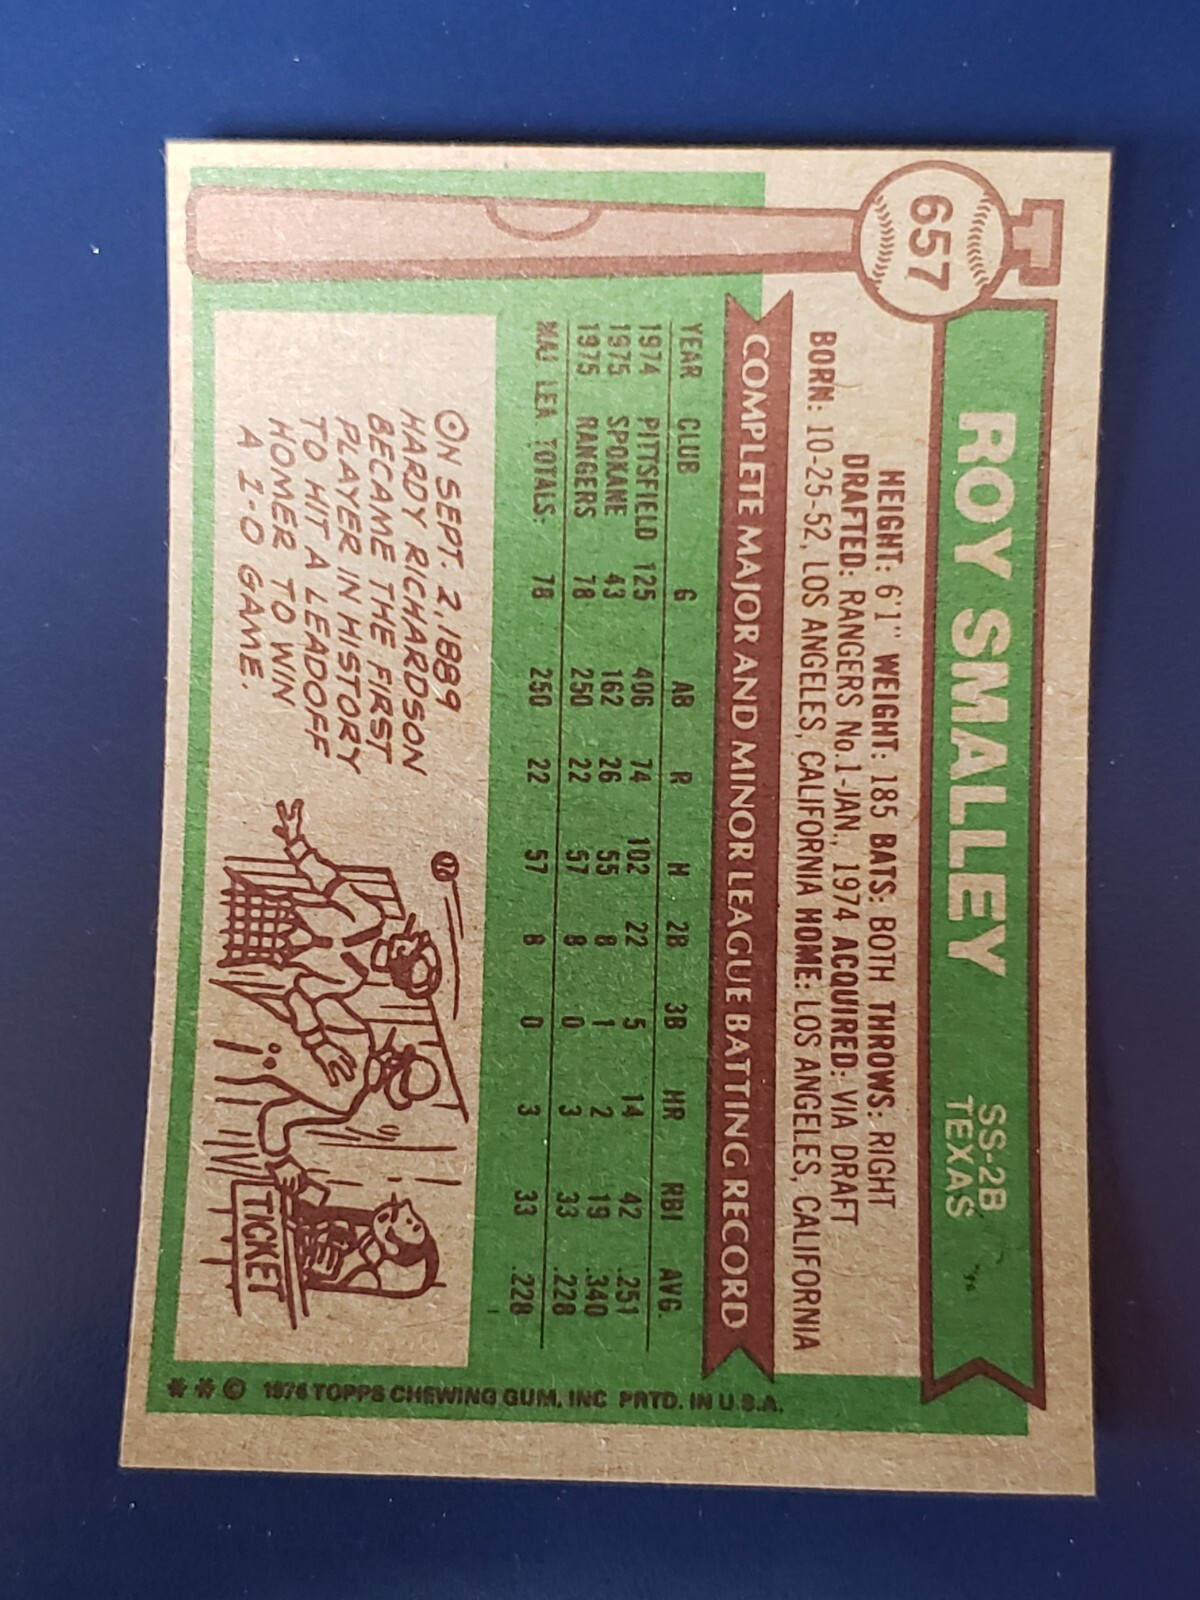 657
ROY SMALLEY
SS-2B
TEXAS
HEIGHT: 6'1" WEIGHT: 185 BATS: BOTH THROWS: RIGHT
DRAFTED: RANGERS No.1-JAN., 1974 ACQUIRED: VIA DRAFT
BORN: 10-25-52, LOS ANGELES, CALIFORNIA HOME: LOS ANGELES, CALIFORNIA
COMPLETE MAJOR AND MINOR LEAGUE BATTING RECORD
YEAR CLUB G AB R H 2B 3B HR RBI AVG.
1974 PITTSFIELD 125 406 74 102 22 5 14 42 .251
1975 SPOKANE 43 162 26 55 8 1 2 19 .340
1975 RANGERS 78 250 22 57 8 0 3 33 .228
MAJ. LEA. TOTALS: 78 250 22 57 8 0 3 33 .228
ON SEPT. 2, 1889
HARDY RICHARDSON
BECAME THE FIRST
PLAYER IN HISTORY
TO HIT A LEADOFF
HOMER TO WIN
A 1-0 GAME.
TICKET
** © 1976 TOPPS CHEWING GUM, INC PRTD. IN U.S.A.